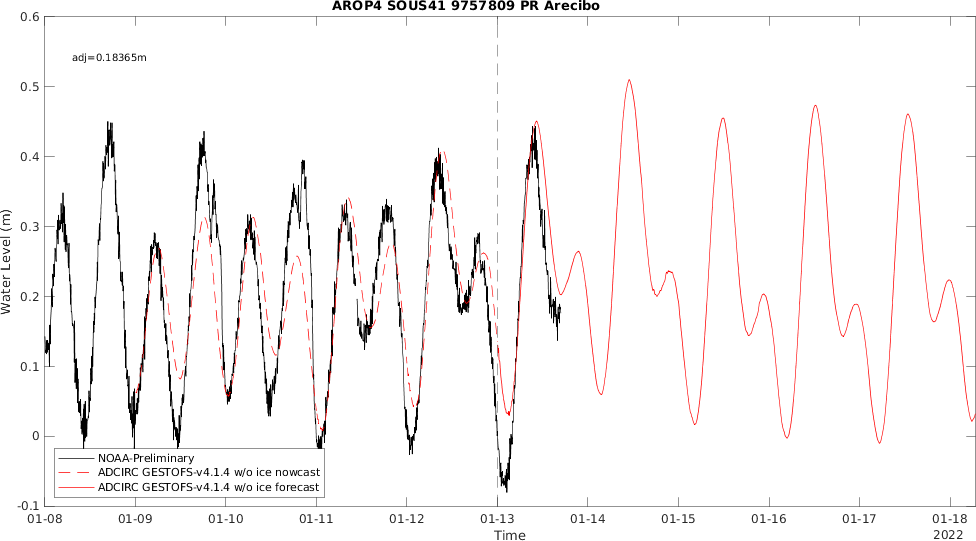 AROP4 SOUS41 9757809 PR Arecibo
adj=0.18365m
0.6
0.5
0.4
0.3
0.2
0.1
0
-0.1
Water Level (m)
NOAA-Preliminary
ADCIRC GESTOFS-v4.1.4 w/o ice nowcast
ADCIRC GESTOFS-v4.1.4 w/o ice forecast
01-08 01-09 01-10 01-11 01-12 01-13 01-14 01-15 01-16 01-17 01-18
Time
2022